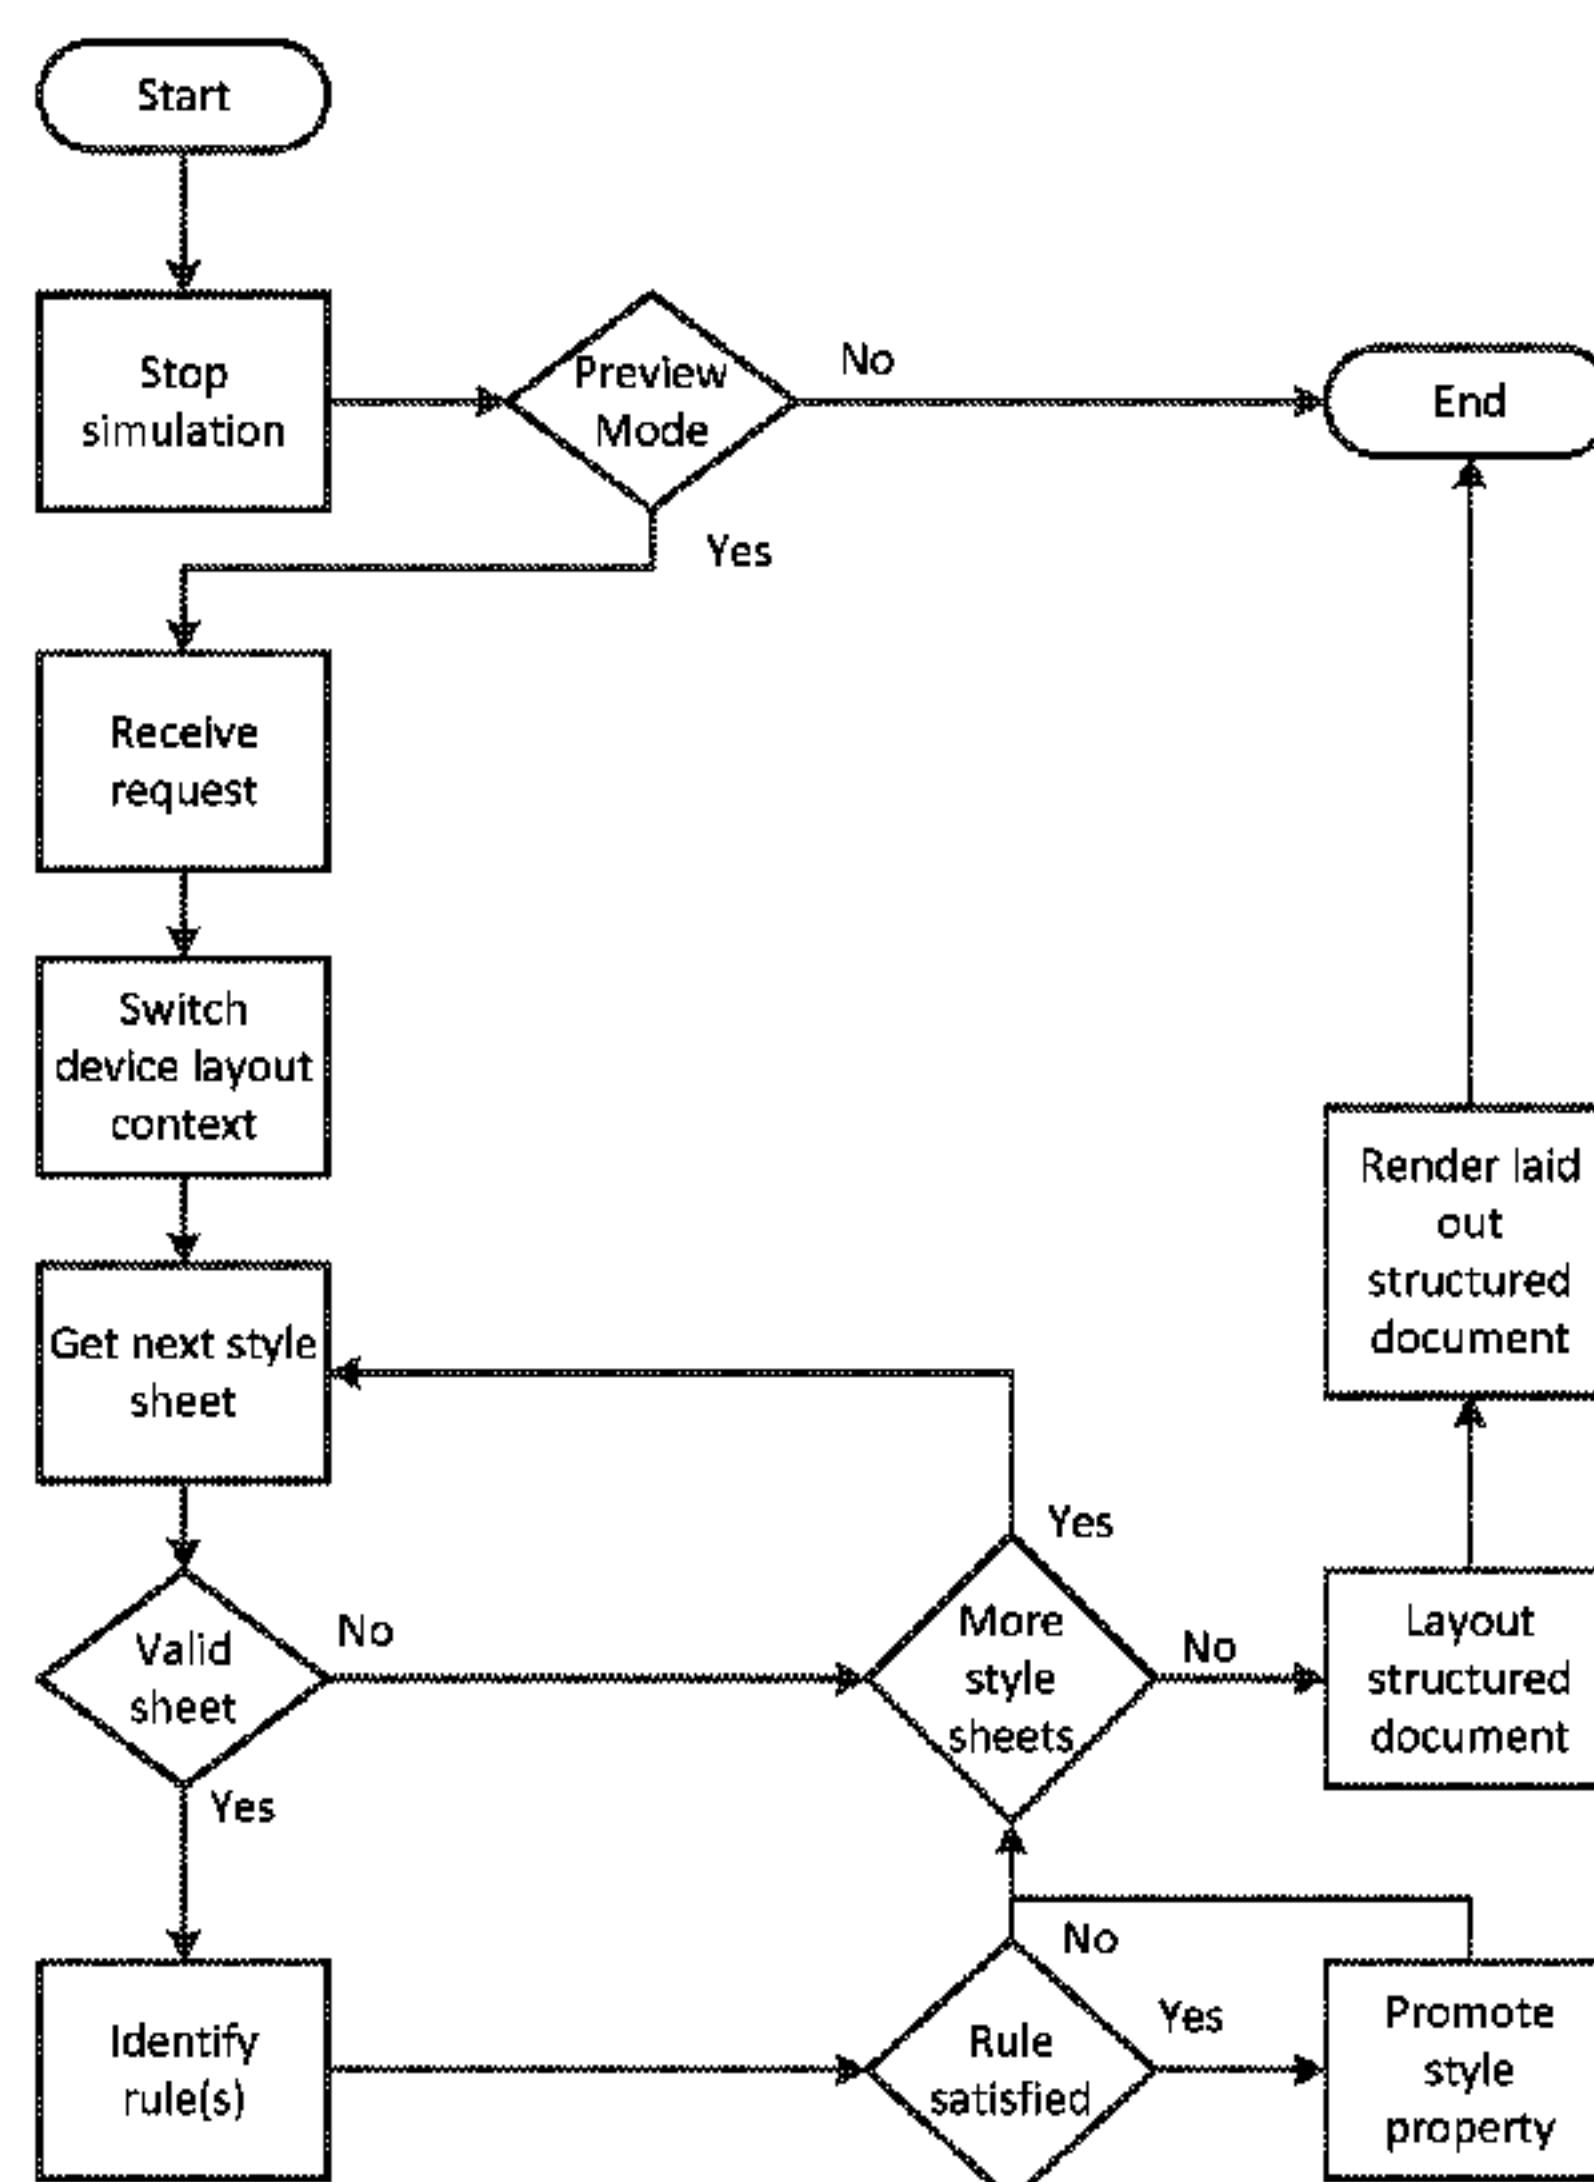 Start
Stop
simulation
Preview
Mode
No
End
Yes
Receive
request
Switch
device layout
context
Render laid
out
structured
document
Get next style
sheet
Yes
Valid
sheet
No
More
style
sheets
No
Layout
structured
document
Yes
No
Identify
rule(s)
Rule
satisfied
Yes
Promote
style
property